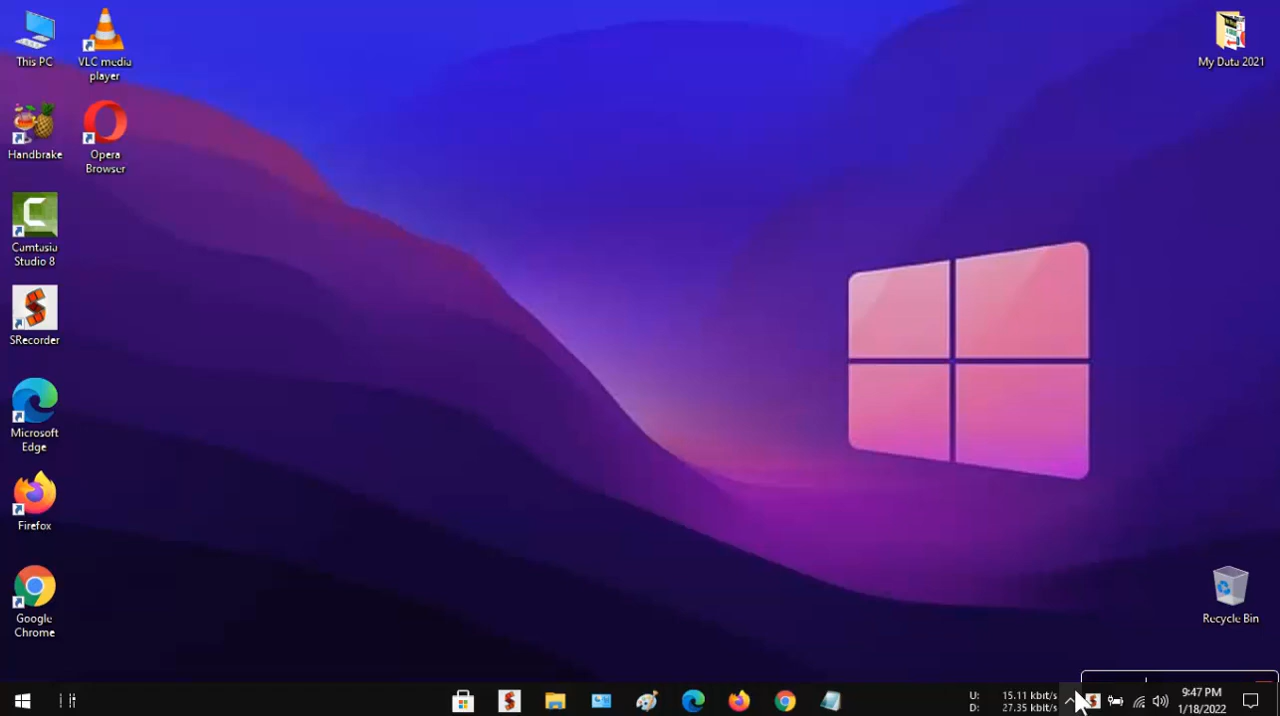 This PC
VLC media
player
My Data 2021
Handbrake
Opera
Browser
Camtasia
Studio 8
SRecorder
Microsoft
Edge
Firefox
Google
Chrome
Recycle Bin
U: 15.11 kbit/s
D: 27.35 kbit/s
9:47 PM
1/18/2022